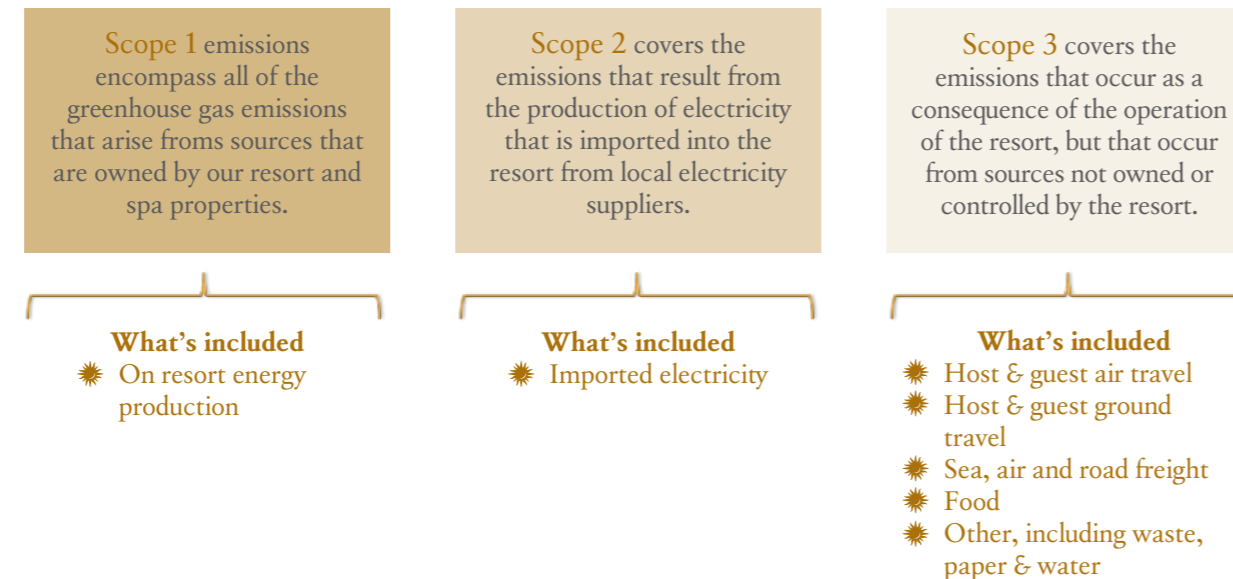 Scope 1 emissions
encompass all of the
greenhouse gas emissions
that arise froms sources that
are owned by our resort and
spa properties.
What's included
On resort energy
production
Scope 2 covers the
emissions that result from
the production of electricity
that is imported into the
resort from local electricity
suppliers.
What's included
Imported electricity
Scope 3 covers the
emissions that occur as a
consequence of the operation
of the resort, but that occur
from sources not owned or
controlled by the resort.
What's included
Host & guest air travel
Host & guest ground
travel
Sea, air and road freight
Food
Other, including waste,
paper & water